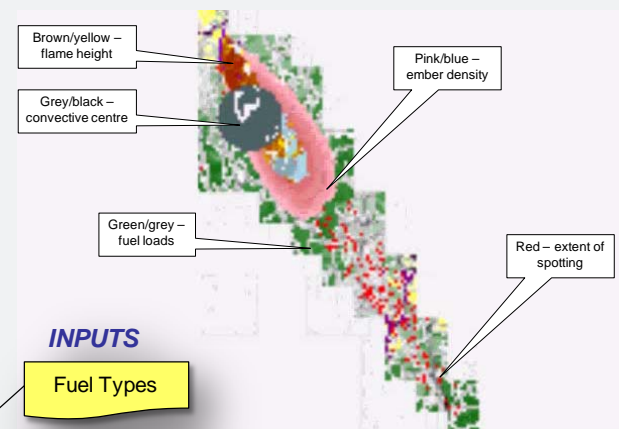 Brown/yellow –
flame height
Grey/black –
convective centre
Pink/blue –
ember density
Green/grey –
fuel loads
Red – extent of
spotting
INPUTS
Fuel Types